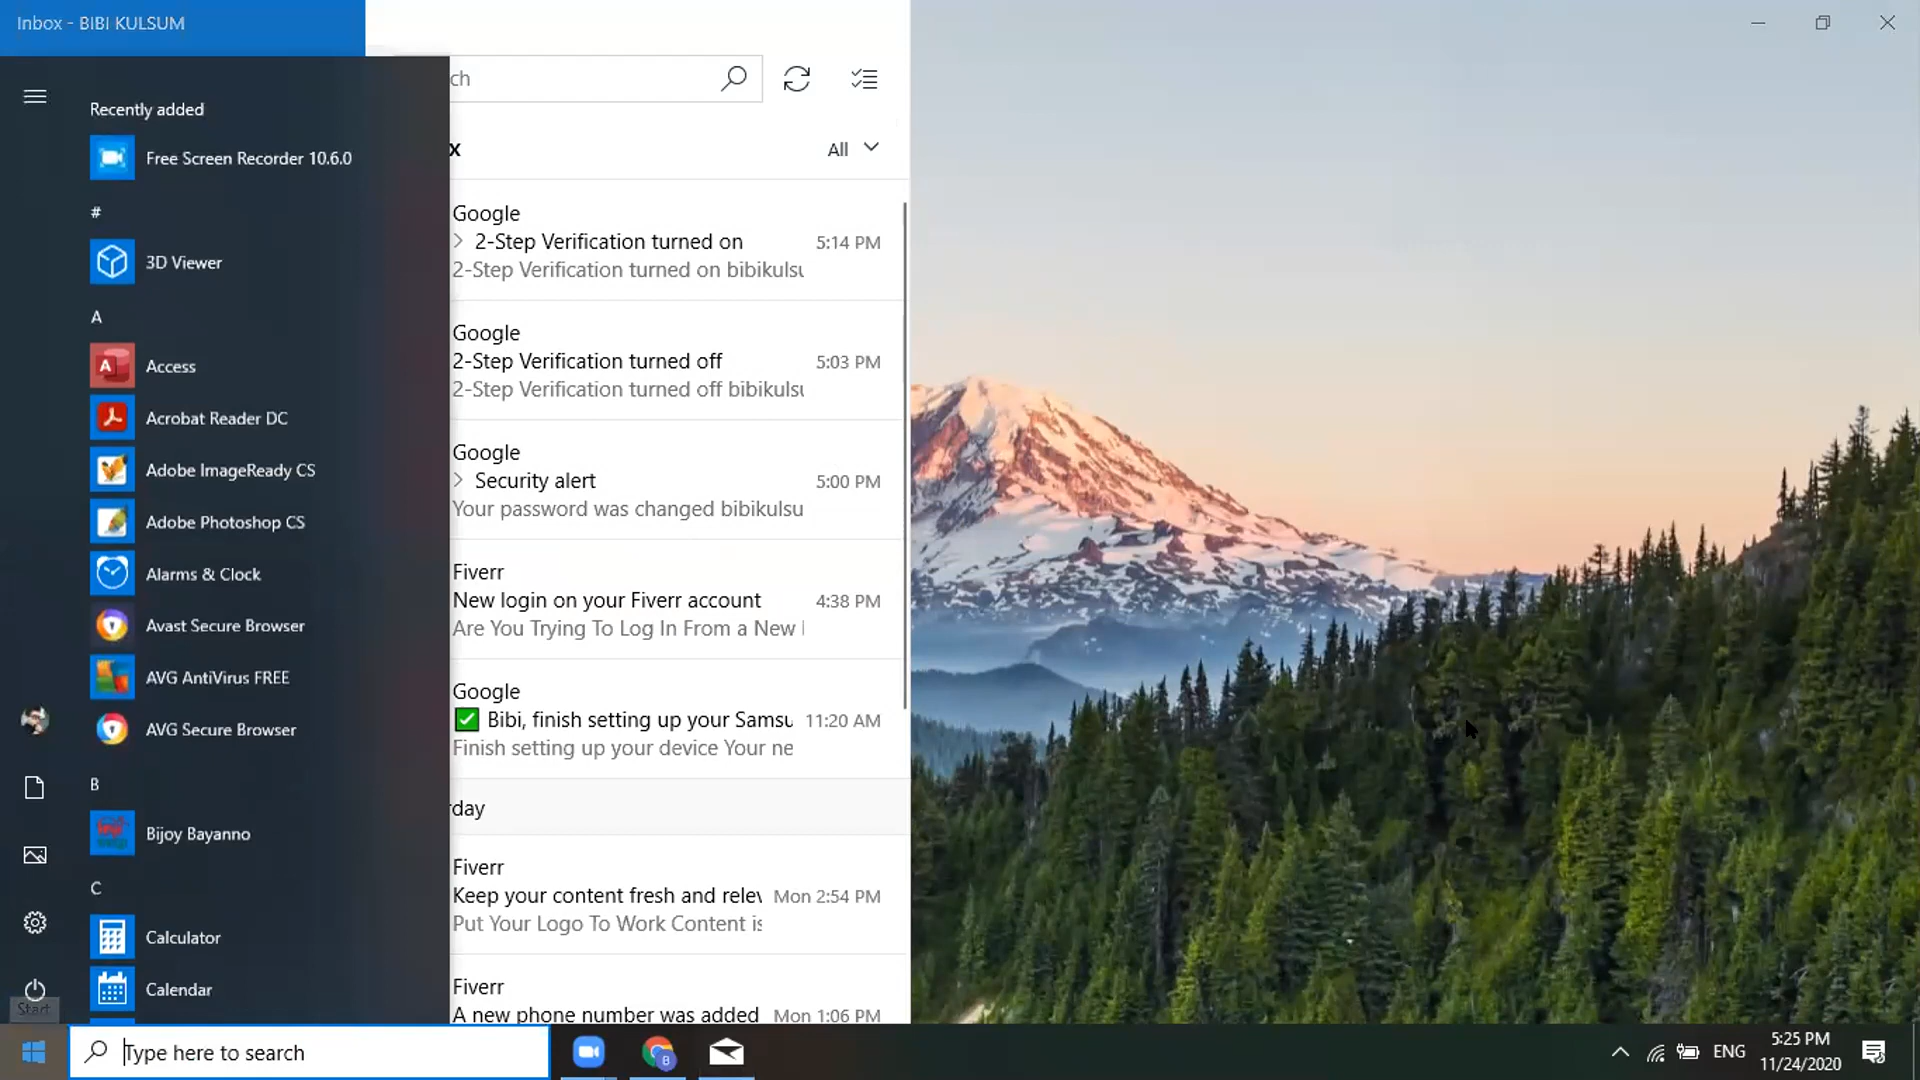 Inbox - BIBI KULSUM
Recently added
Free Screen Recorder 10.6.0
#
3D Viewer
A
Access
Acrobat Reader DC
Adobe ImageReady CS
Adobe Photoshop CS
Alarms & Clock
Avast Secure Browser
AVG AntiVirus FREE
AVG Secure Browser
B
Bijoy Bayanno
C
Calculator
Calendar
Start
ch
x
All
Google
2-Step Verification turned on 5:14 PM
2-Step Verification turned on bibikulsu
Google
2-Step Verification turned off 5:03 PM
2-Step Verification turned off bibikulsu
Google
Security alert 5:00 PM
Your password was changed bibikulsu
Fiverr
New login on your Fiverr account 4:38 PM
Are You Trying To Log In From a New
Google
Bibi, finish setting up your Samsu 11:20 AM
Finish setting up your device Your ne
rday
Fiverr
Keep your content fresh and relev Mon 2:54 PM
Put Your Logo To Work Content is
Fiverr
A new phone number was added Mon 1:06 PM
Type here to search
B
ENG
5:25 PM
11/24/2020